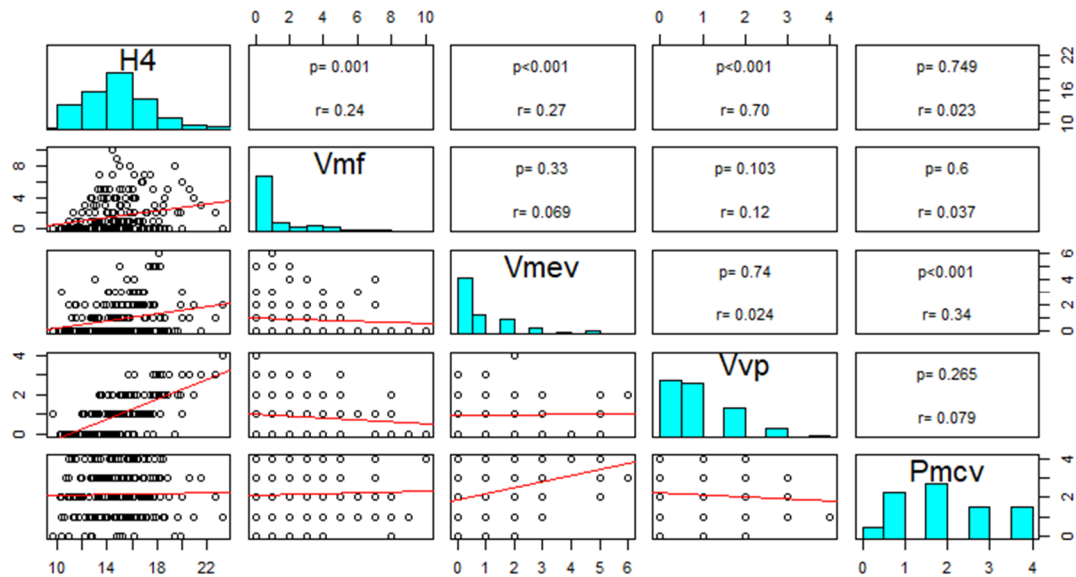 0 2 4 6 8 10 0 1 2 3 4
H4 p= 0.001 p<0.001 p<0.001 p= 0.749 22
r= 0.24 r= 0.27 r= 0.70 r= 0.023 16
10
8 Vmf p= 0.33 p= 0.103 p= 0.6
4 r= 0.069 r= 0.12 r= 0.037
0
Vmev p= 0.74 p<0.001 6
r= 0.024 r= 0.34 4
2
0
4 Vvp p= 0.265
2 r= 0.079
0
Pmcv 4
2
0
10 14 18 22 0 1 2 3 4 5 6 0 1 2 3 4